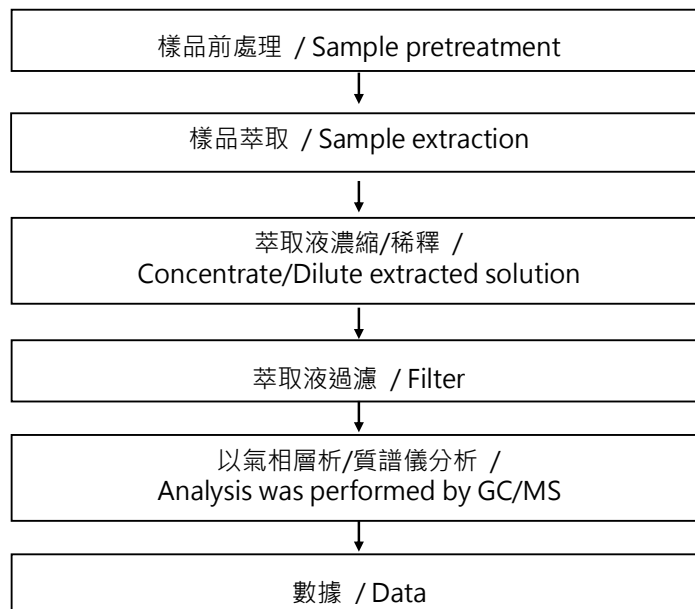 樣品前處理 / Sample pretreatment
樣品萃取 / Sample extraction
萃取液濃縮/稀釋 /
Concentrate/Dilute extracted solution
萃取液過濾 / Filter
以氣相層析/質譜儀分析 /
Analysis was performed by GC/MS
數據 / Data